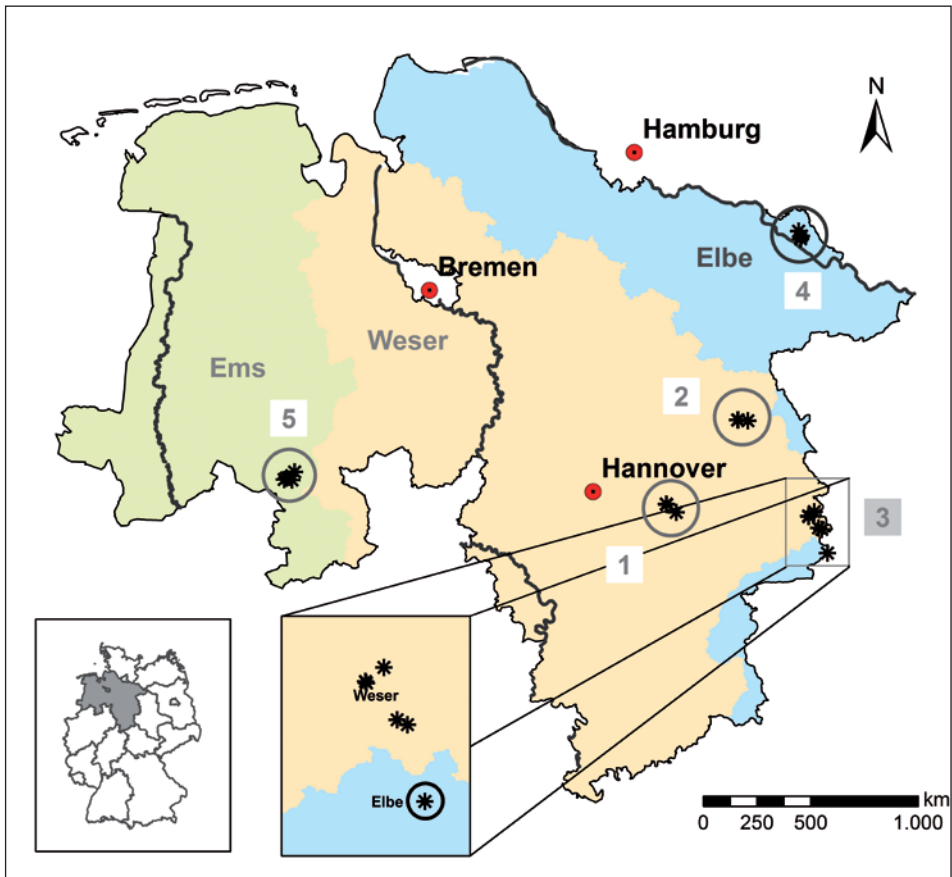 N
Hamburg
Elbe
4
Bremen
Weser
Ems
2
5
Hannover
3
1
Weser
Elbe
km
0 250 500 1.000